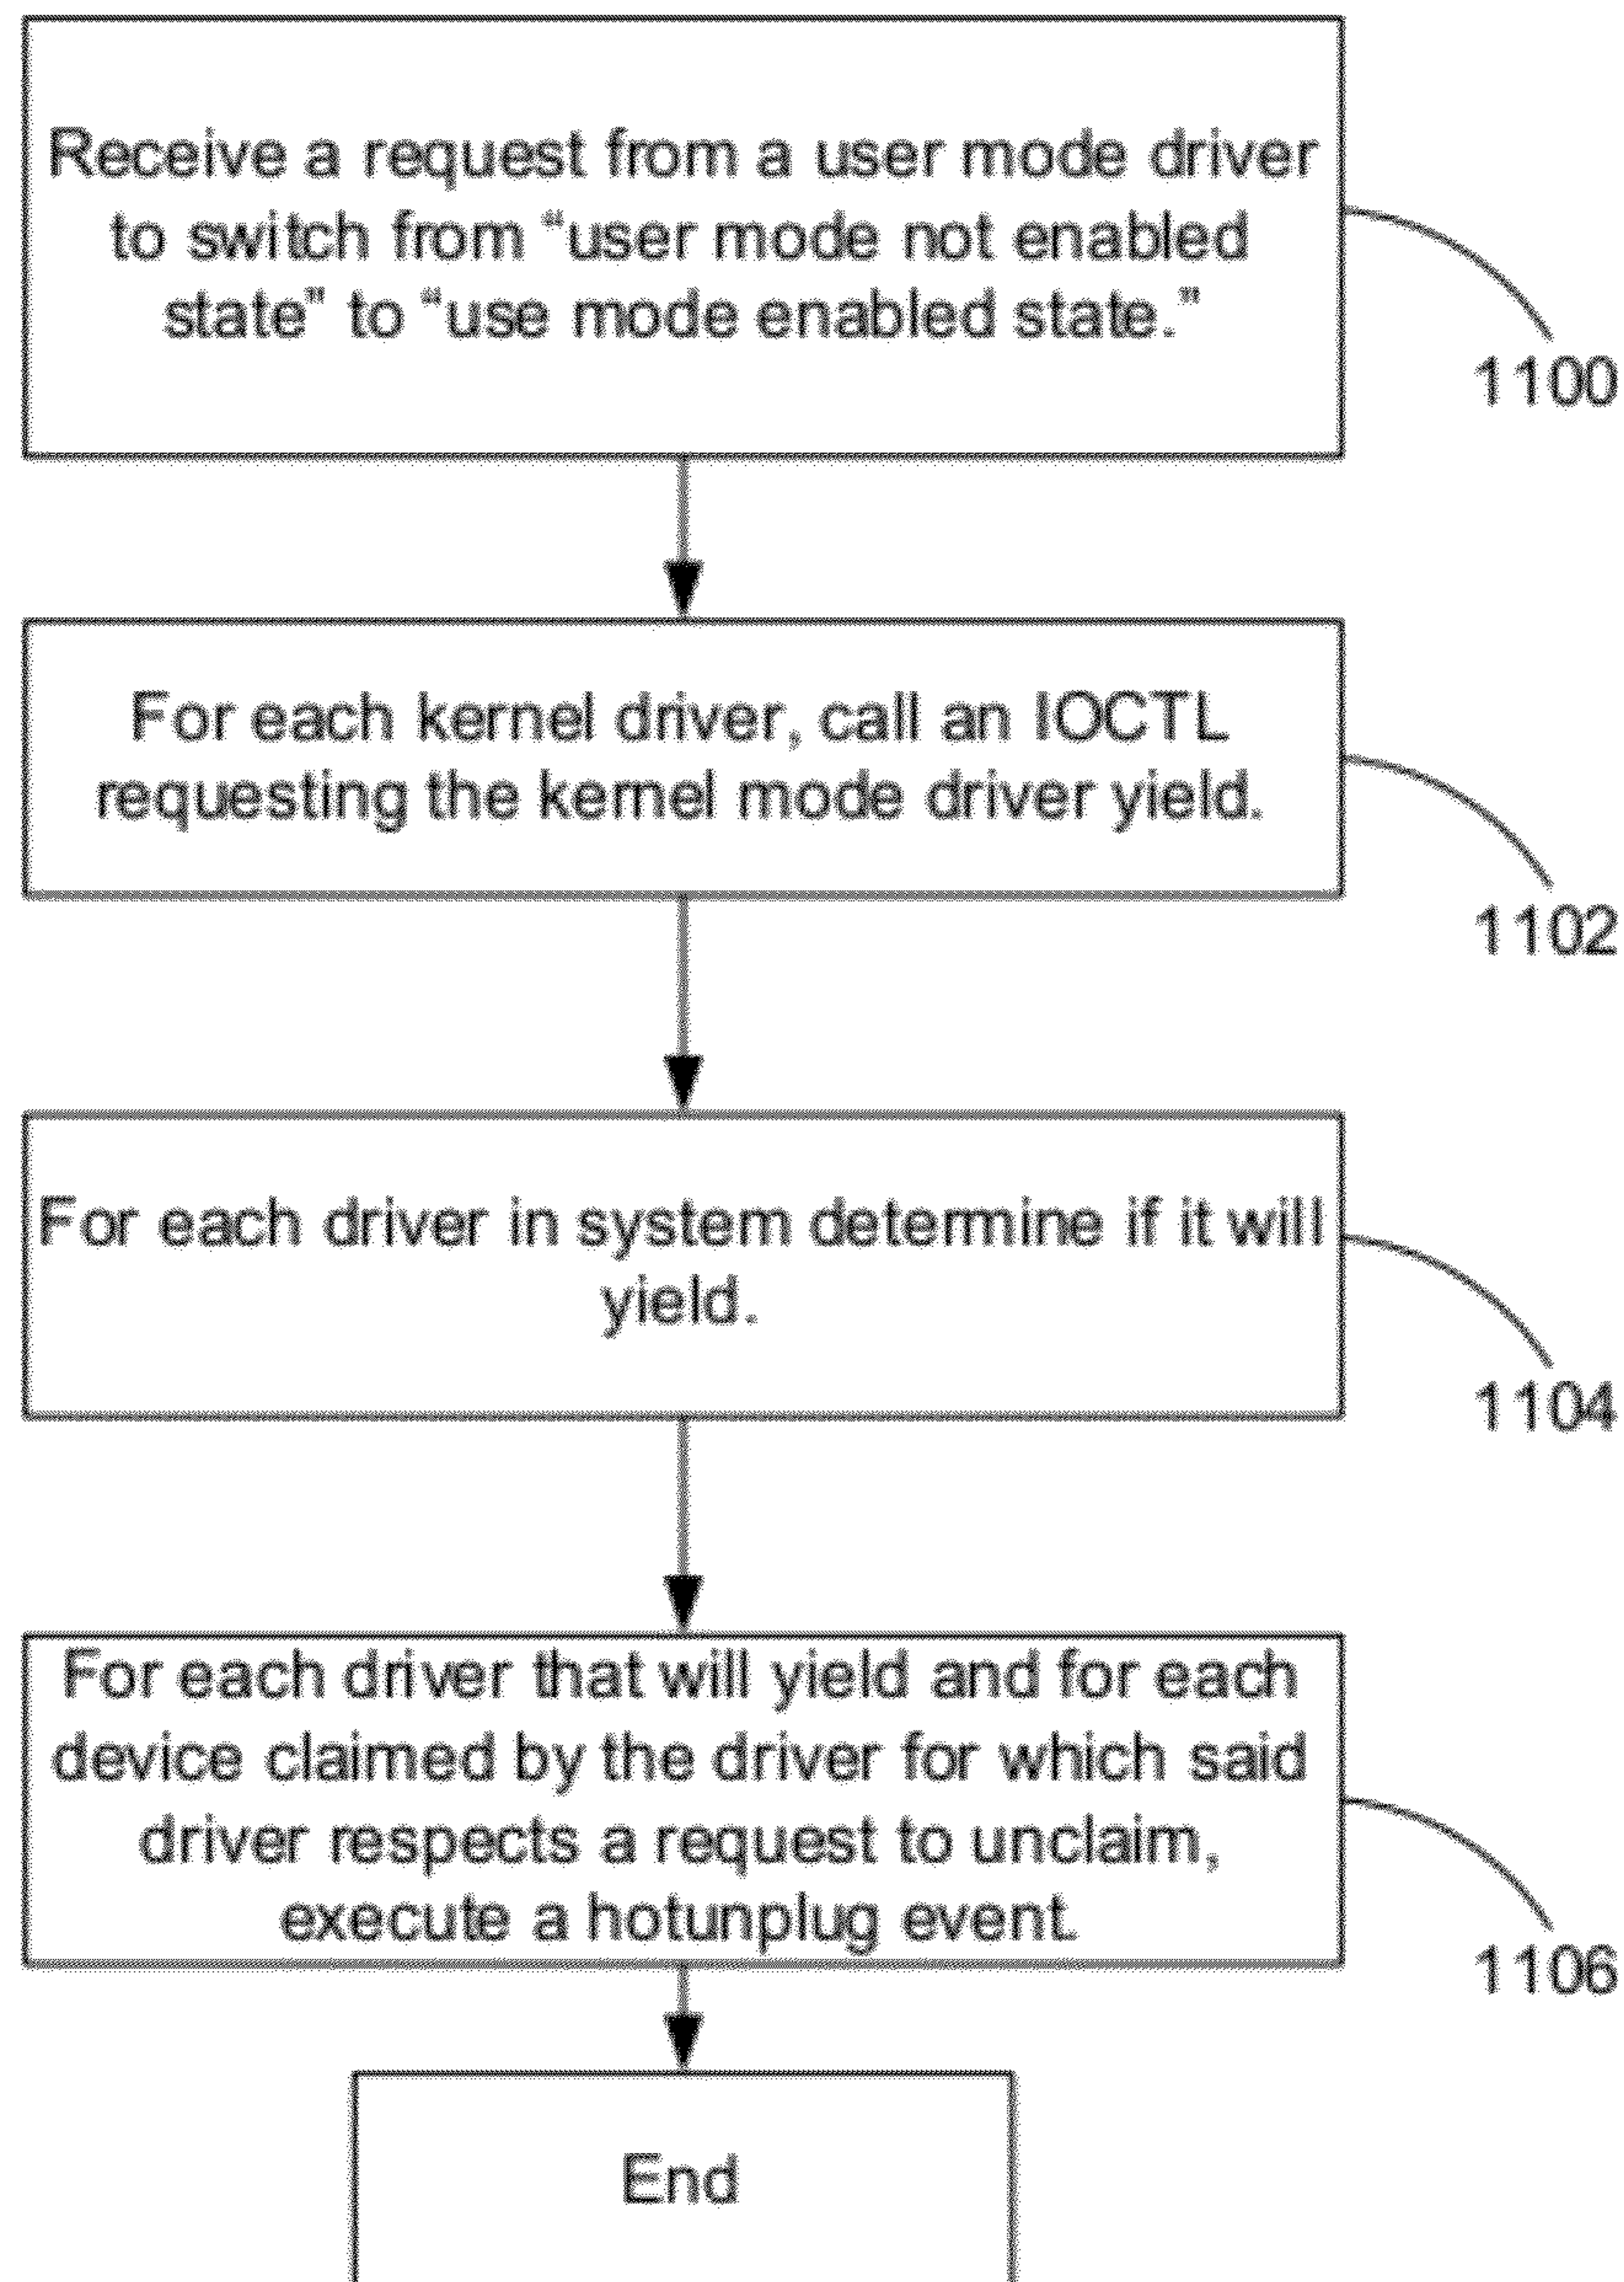 Receive a request from a user mode driver
to switch from “user mode not enabled
state” to “use mode enabled state.”
1100
For each kernel driver, call an IOCTL
requesting the kernel mode driver yield.
1102
For each driver in system determine if it will
yield.
1104
For each driver that will yield and for each
device claimed by the driver for which said
driver respects a request to unclaim,
execute a hotunplug event.
1106
End